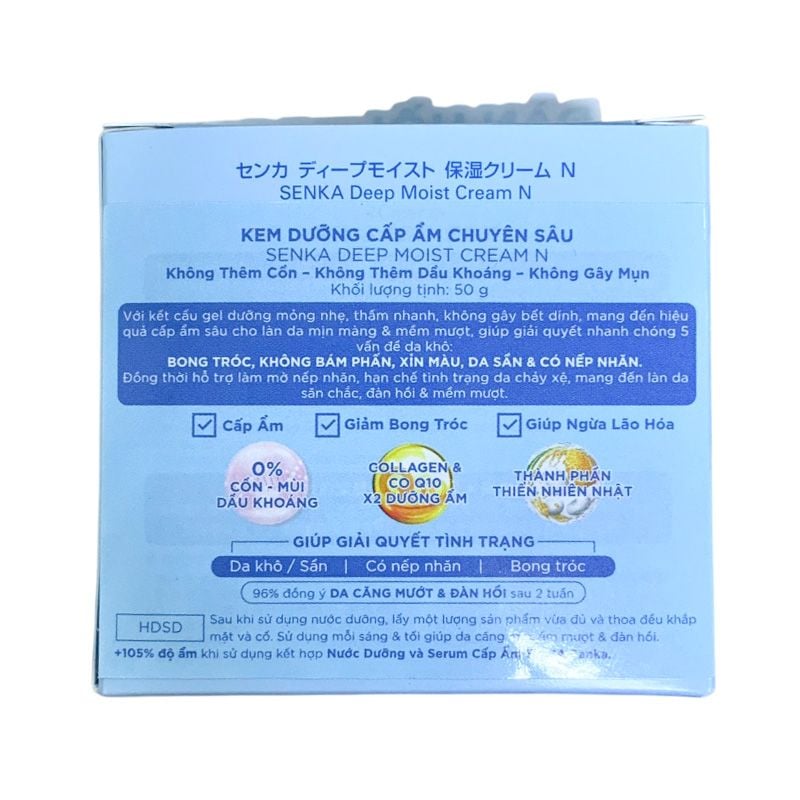 センカ ディープモイスト 保湿クリーム N
SENKA Deep Moist Cream N
KEM DƯỠNG CẤP ẨM CHUYÊN SÂU
SENKA DEEP MOIST CREAM N
Không Thêm Cồn – Không Thêm Dầu Khoáng – Không Gây Mụn
Khối lượng tịnh: 50 g
Với kết cấu gel dưỡng mỏng nhẹ, thấm nhanh, không gây bết dính, mang đến hiệu
quả cấp ẩm sâu cho làn da mịn màng & mềm mượt, giúp giải quyết nhanh chóng 5
vấn đề da khô:
BONG TRÓC, KHÔNG BÁM PHẤN, XỈN MÀU, DA SẦN & CÓ NẾP NHĂN.
Đồng thời hỗ trợ làm mờ nếp nhăn, hạn chế tình trạng da chảy xệ, mang đến làn da
săn chắc, đàn hồi & mềm mượt.
Cấp Ẩm Giảm Bong Tróc Giúp Ngừa Lão Hóa
0%
CỒN - MÙI
DẦU KHOÁNG
COLLAGEN &
CO Q10
X2 DƯỠNG ẨM
THÀNH PHẦN
THIÊN NHIÊN NHẬT
GIÚP GIẢI QUYẾT TÌNH TRẠNG
Da khô / Sần | Có nếp nhăn | Bong tróc
96% đồng ý DA CĂNG MƯỚT & ĐÀN HỒI sau 2 tuần
HDSD
Sau khi sử dụng nước dưỡng, lấy một lượng sản phẩm vừa đủ và thoa đều khắp
mặt và cổ. Sử dụng mỗi sáng & tối giúp da căng ẩm mượt & đàn hồi.
+105% độ ẩm khi sử dụng kết hợp Nước Dưỡng và Serum Cấp Ẩm Senka.